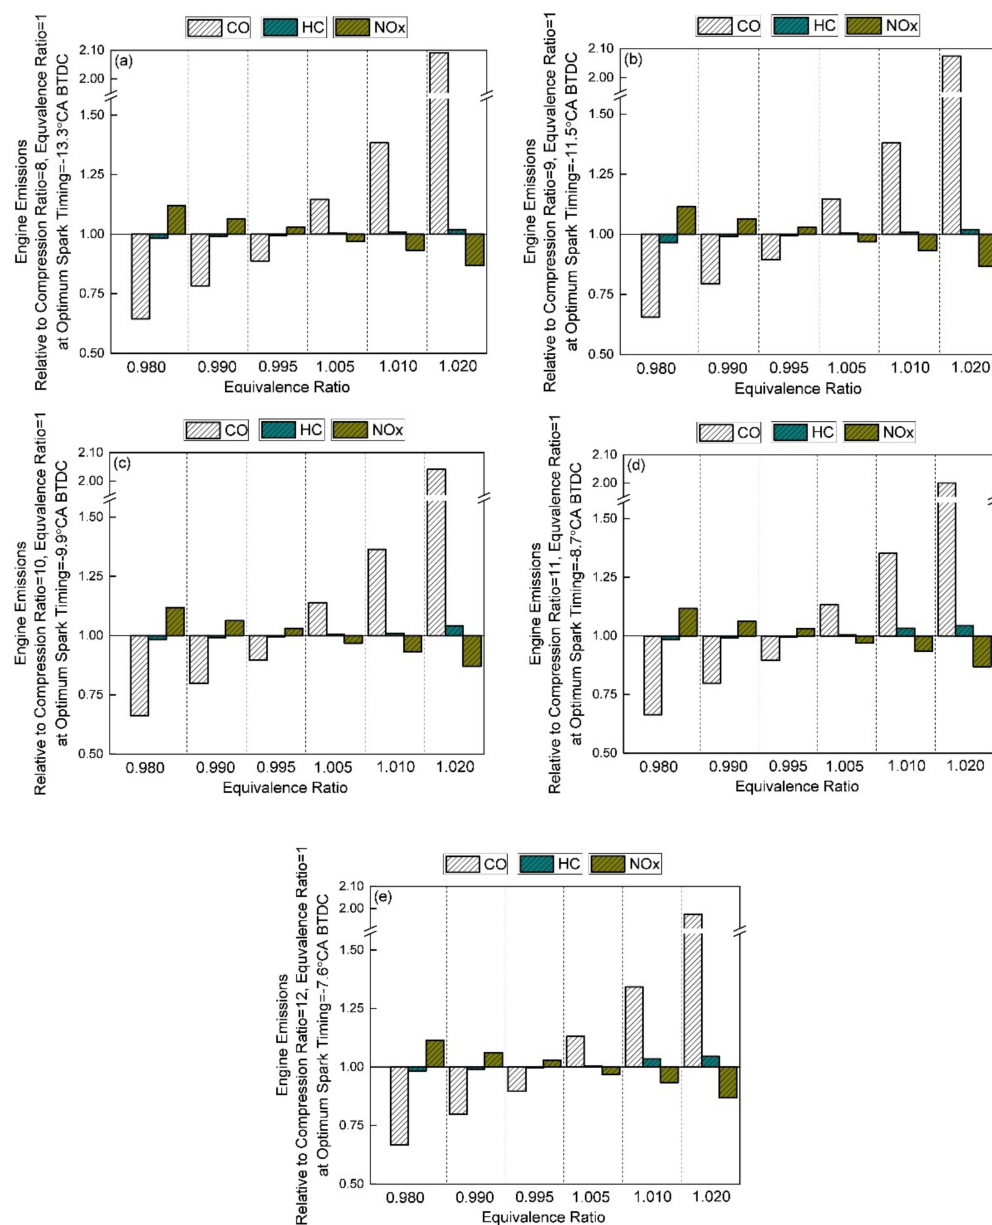 CO HC NOx
(a)
2.10
2.00
1.50
1.25
1.00
0.75
0.50
0.980 0.990 0.995 1.005 1.010 1.020
Equivalence Ratio
Engine Emissions
Relative to Compression Ratio=8, Equvalence Ratio=1
at Optimum Spark Timing=-13.3°CA BTDC
CO HC NOx
(b)
2.10
2.00
1.50
1.25
1.00
0.75
0.50
0.980 0.990 0.995 1.005 1.010 1.020
Equivalence Ratio
Engine Emissions
Relative to Compression Ratio=9, Equvalence Ratio=1
at Optimum Spark Timing=-11.5°CA BTDC
CO HC NOx
(c)
2.10
2.00
1.50
1.25
1.00
0.75
0.50
0.980 0.990 0.995 1.005 1.010 1.020
Equivalence Ratio
Engine Emissions
Relative to Compression Ratio=10, Equvalence Ratio=1
at Optimum Spark Timing=-9.9°CA BTDC
CO HC NOx
(d)
2.10
2.00
1.50
1.25
1.00
0.75
0.50
0.980 0.990 0.995 1.005 1.010 1.020
Equivalence Ratio
Engine Emissions
Relative to Compression Ratio=11, Equvalence Ratio=1
at Optimum Spark Timing=-8.7°CA BTDC
CO HC NOx
(e)
2.10
2.00
1.50
1.25
1.00
0.75
0.50
0.980 0.990 0.995 1.005 1.010 1.020
Equivalence Ratio
Engine Emissions
Relative to Compression Ratio=12, Equvalence Ratio=1
at Optimum Spark Timing=-7.6°CA BTDC